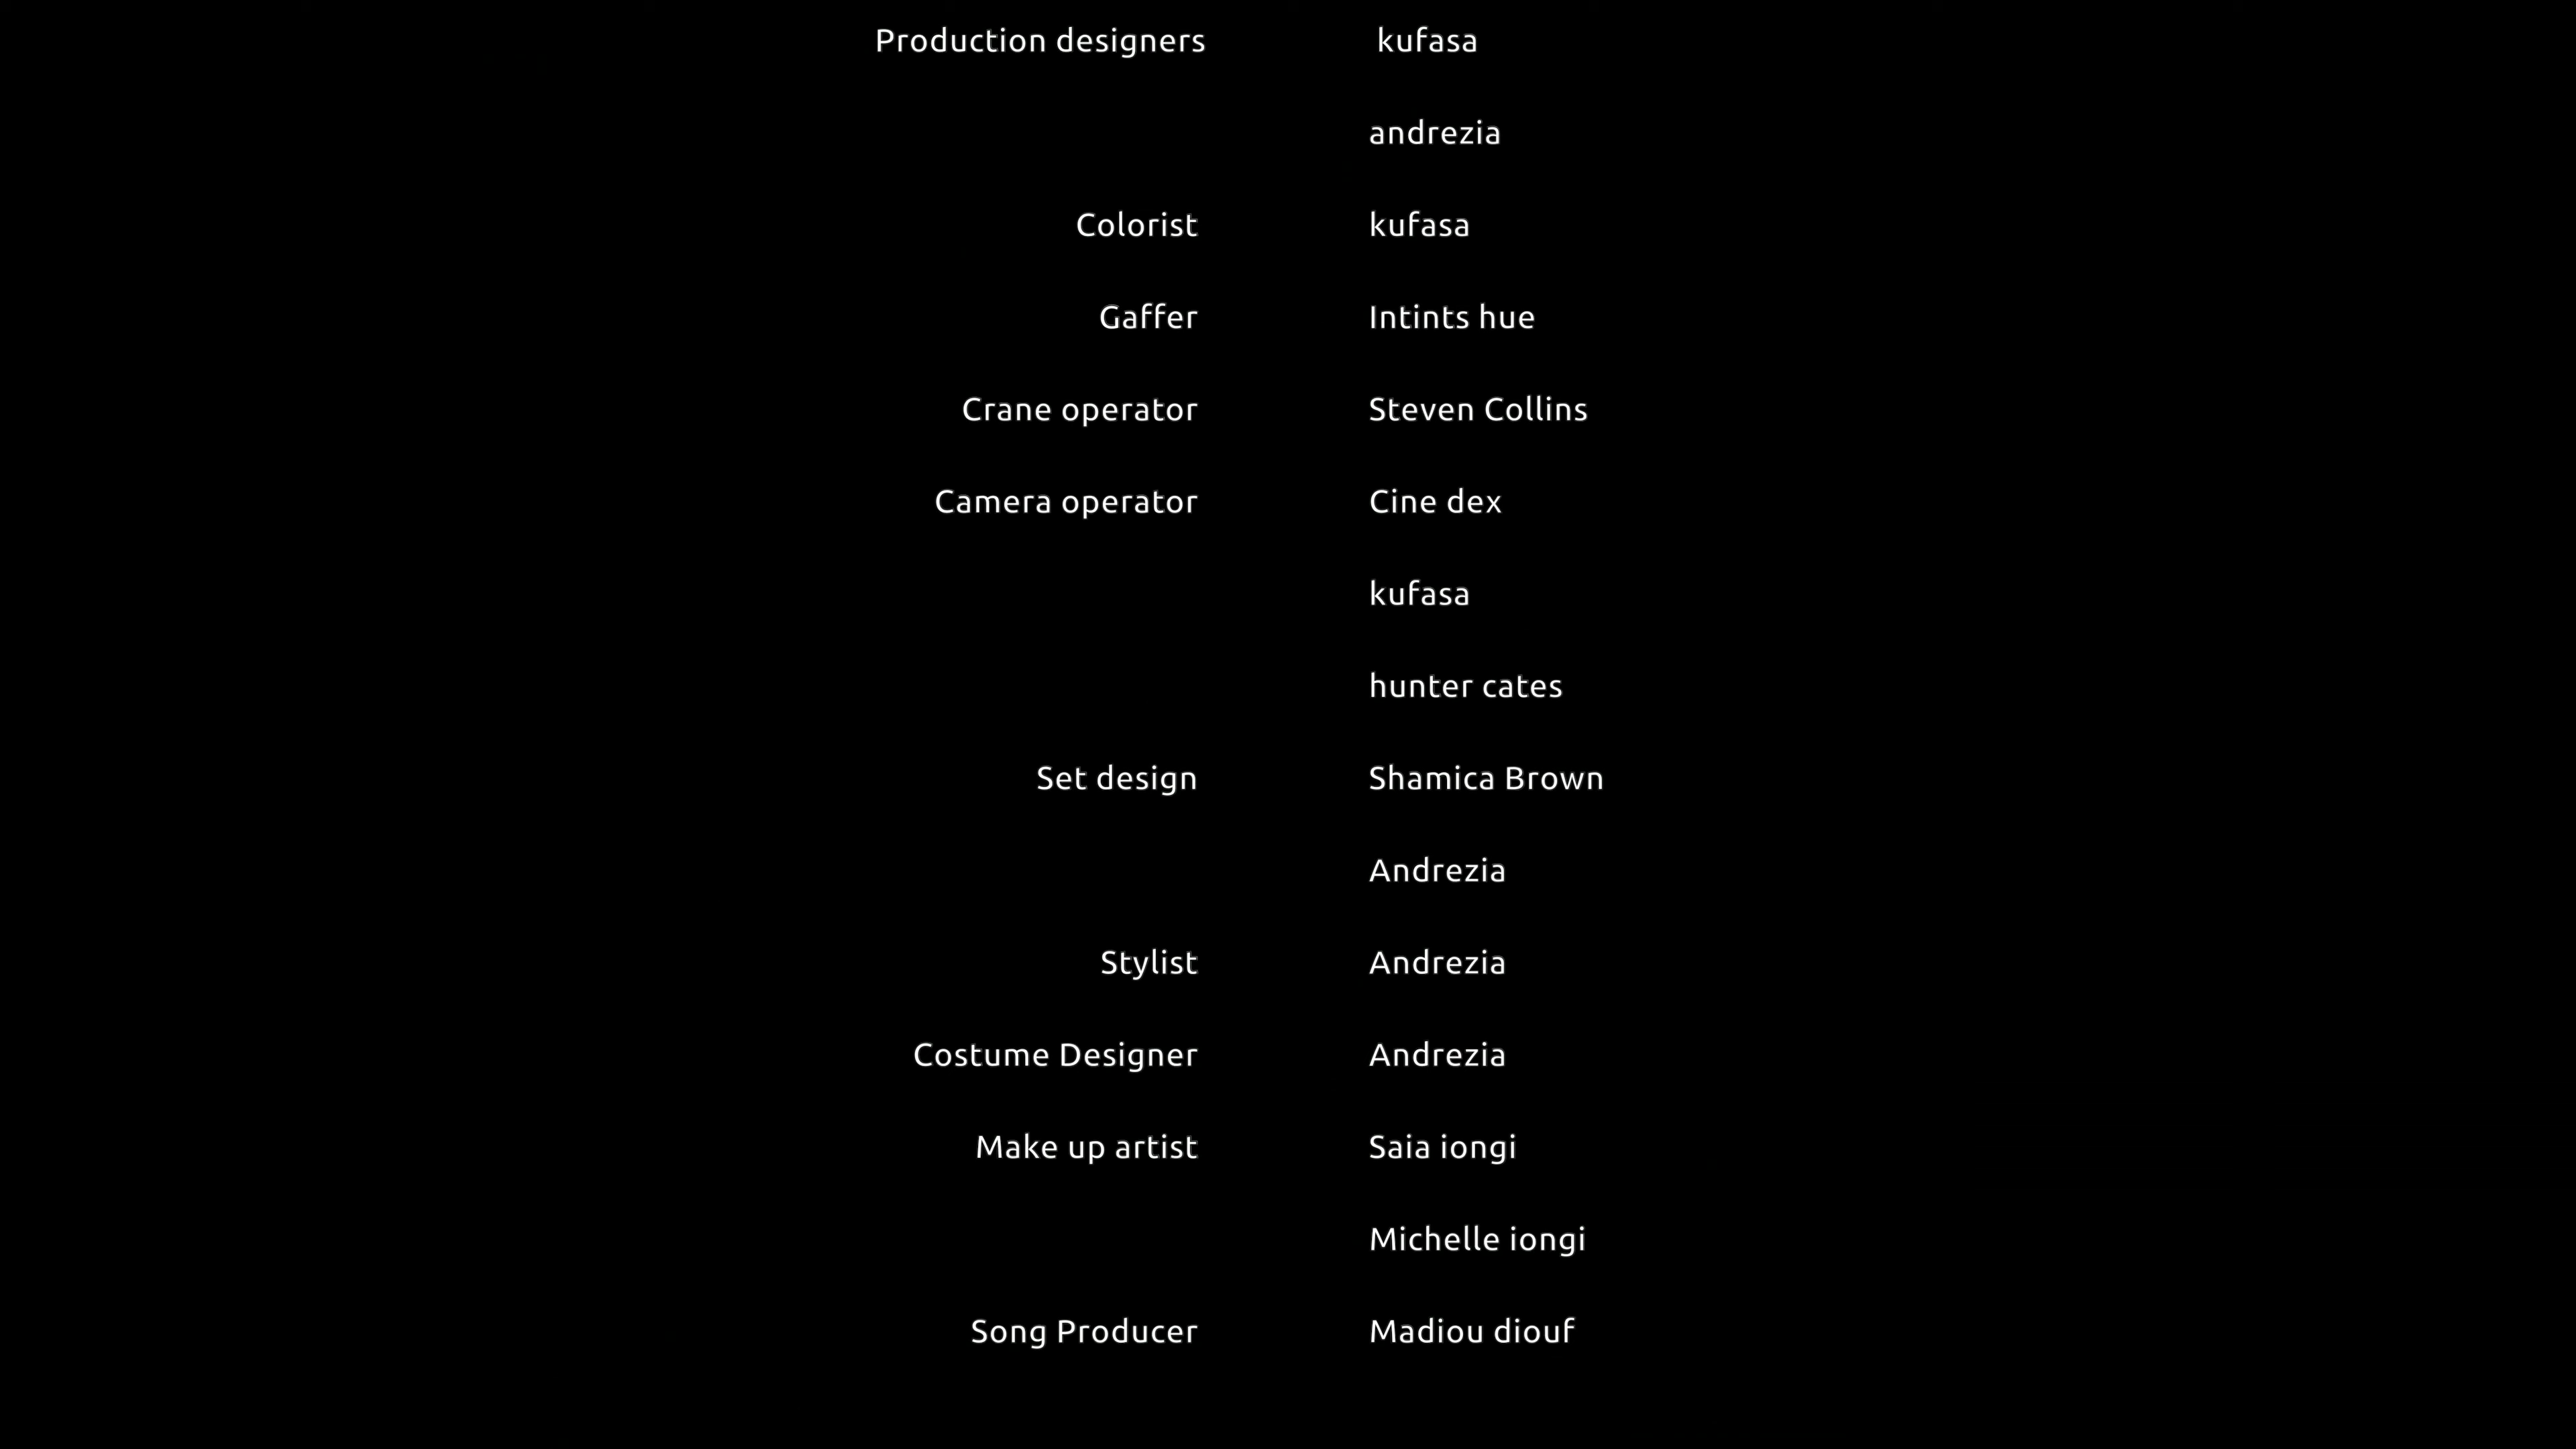 Production designers kufasa
andrezia
Colorist kufasa
Gaffer Intints hue
Crane operator Steven Collins
Camera operator Cine dex
kufasa
hunter cates
Set design Shamica Brown
Andrezia
Stylist Andrezia
Costume Designer Andrezia
Make up artist Saia iongi
Michelle iongi
Song Producer Madiou diouf